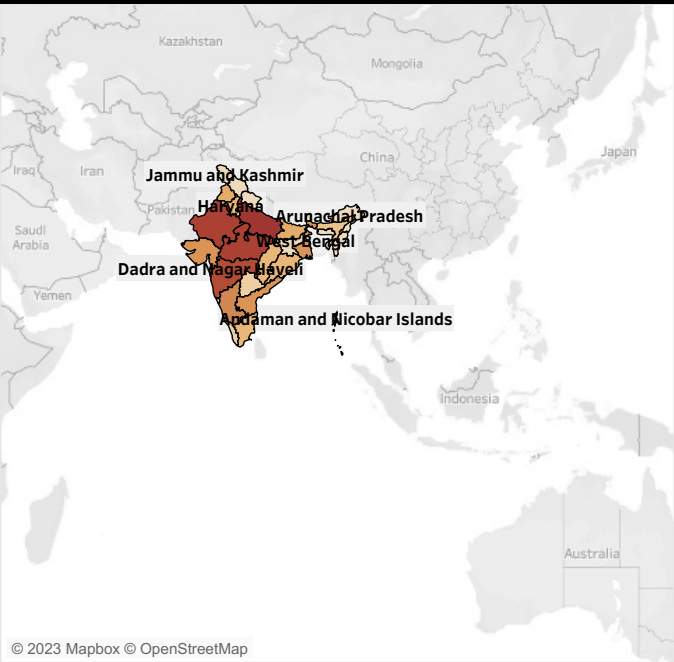 Kazakhstan
Mongolia
China
Japan
Iraq
Iran
Jammu and Kashmir
Haryana
Pakistan
Arunachal Pradesh
Saudi
Arabia
West Bengal
Dadra and Nagar Haveli
Yemen
Andaman and Nicobar Islands
Indonesia
Australia
© 2023 Mapbox © OpenStreetMap